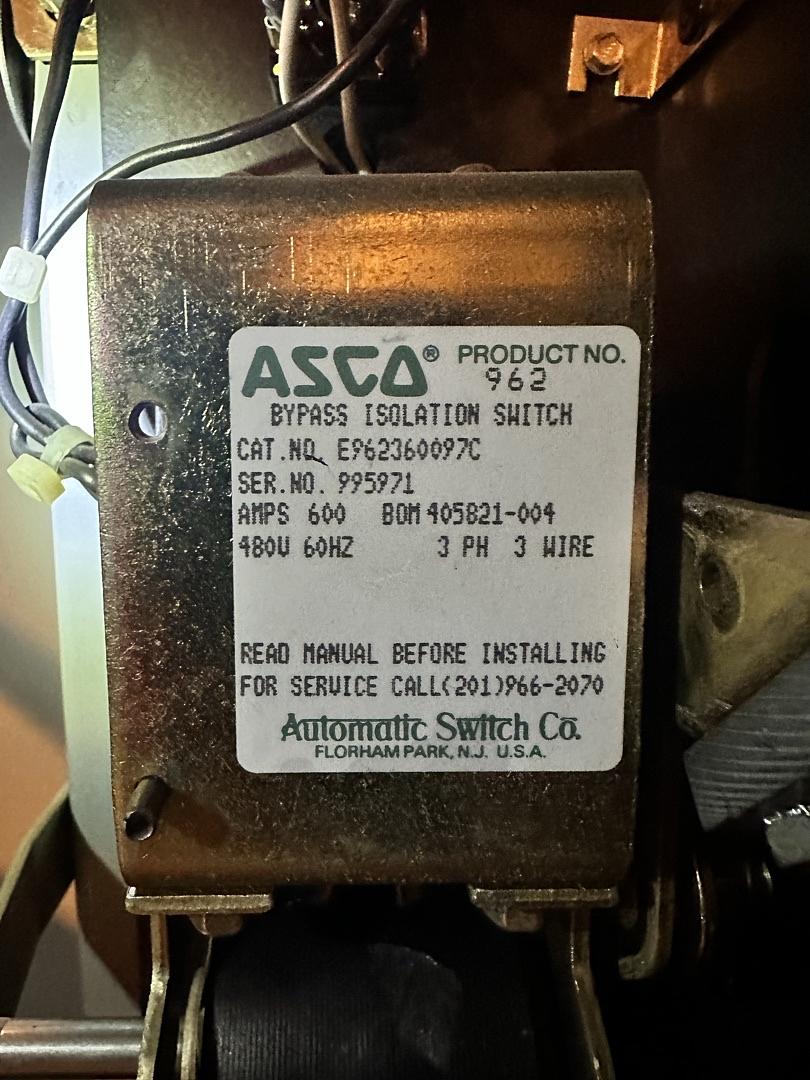 ASCO® PRODUCT NO.
962
BYPASS ISOLATION SWITCH
CAT.NO. E962360097C
SER.NO. 995971
AMPS 600 BOM 405821-004
480V 60HZ 3 PH 3 WIRE
READ MANUAL BEFORE INSTALLING
FOR SERVICE CALL(201)966-2070
Automatic Switch Co.
FLORHAM PARK, N.J. U.S.A.